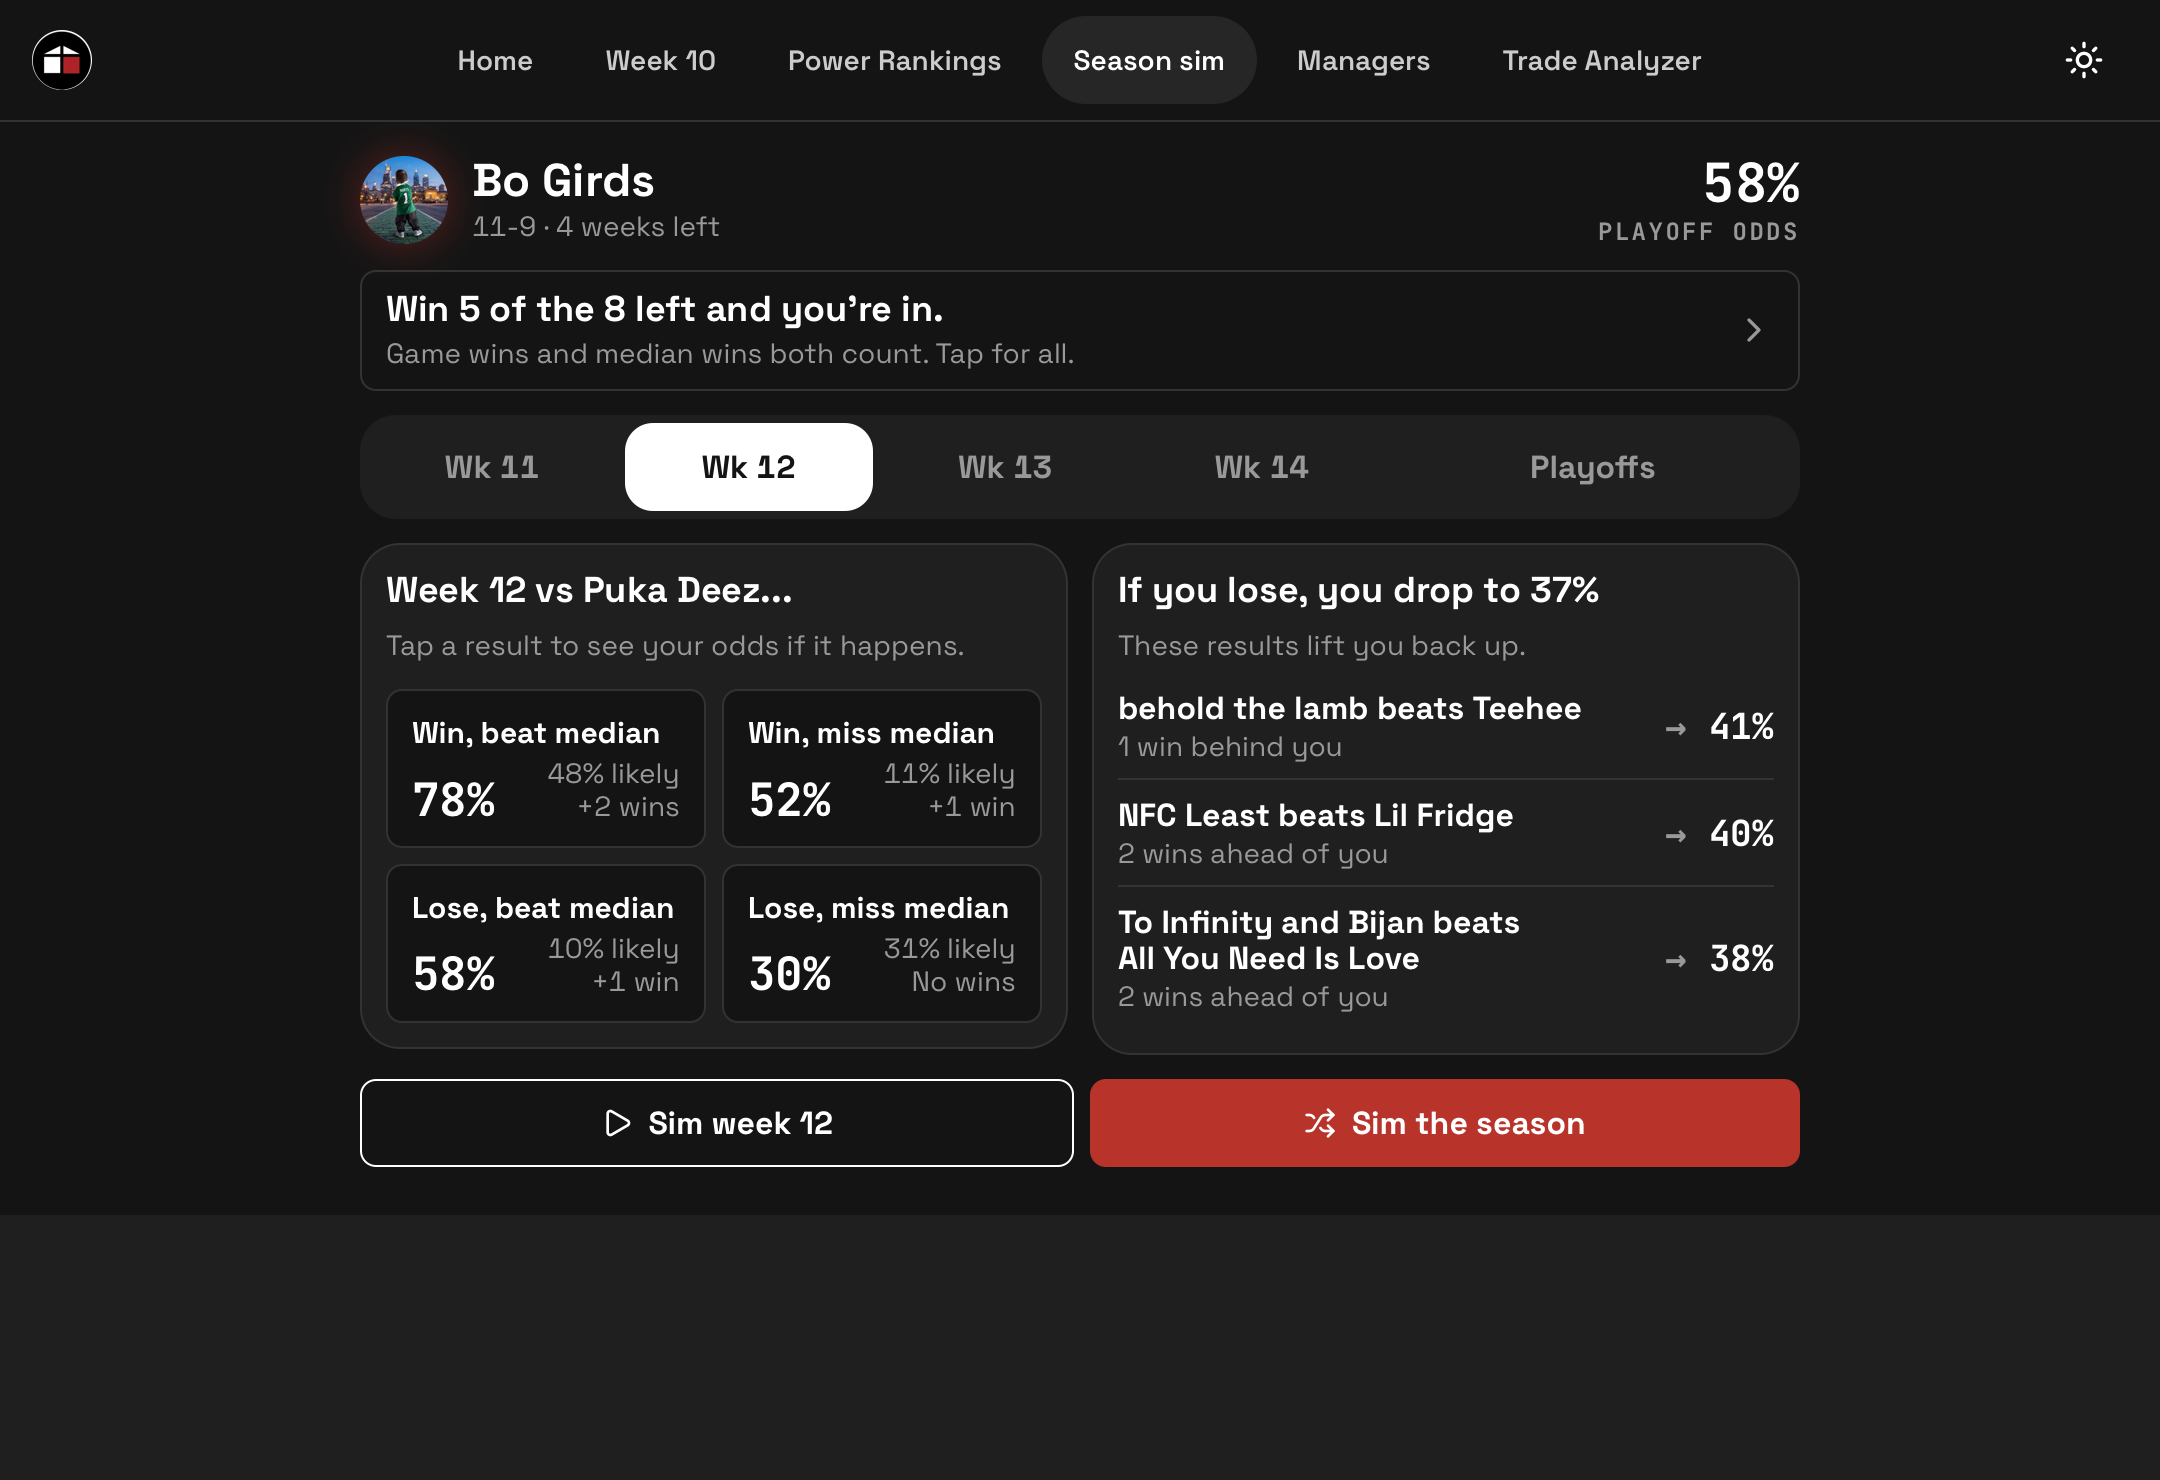 Home
Week 10
Power Rankings
Season sim
Managers
Trade Analyzer
Bo Girds
11-9 · 4 weeks left
58%
PLAYOFF ODDS
Win 5 of the 8 left and you're in.
Game wins and median wins both count. Tap for all.
Wk 11
Wk 12
Wk 13
Wk 14
Playoffs
Week 12 vs Puka Deez...
Tap a result to see your odds if it happens.
Win, beat median
78%
48% likely
+2 wins
Win, miss median
52%
11% likely
+1 win
Lose, beat median
58%
10% likely
+1 win
Lose, miss median
30%
31% likely
No wins
If you lose, you drop to 37%
These results lift you back up.
behold the lamb beats Teehee
1 win behind you
→ 41%
NFC Least beats Lil Fridge
2 wins ahead of you
→ 40%
To Infinity and Bijan beats
All You Need Is Love
2 wins ahead of you
→ 38%
Sim week 12
Sim the season